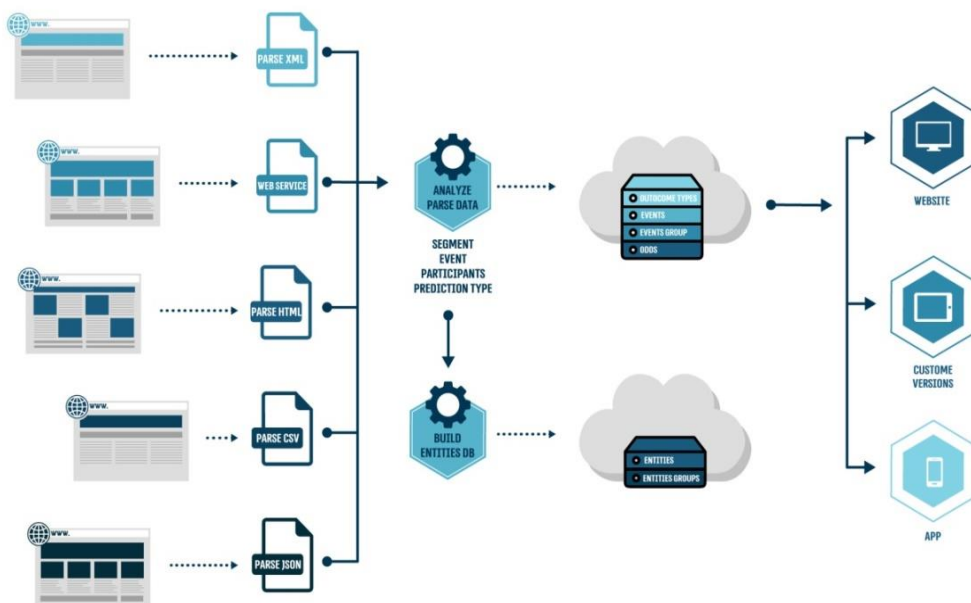 WWW.
PARSE XML
WWW.
WEB SERVICE
WWW.
PARSE HTML
WWW.
PARSE CSV
WWW.
PARSE JSON
ANALYZE
PARSE DATA
SEGMENT
EVENT
PARTICIPANTS
PREDICTION TYPE
BUILD
ENTITIES DB
OUTOCOME TYPES
EVENTS
EVENTS GROUP
ODDS
ENTITIES
ENTITIES GROUPS
WEBSITE
CUSTOME
VERSIONS
APP